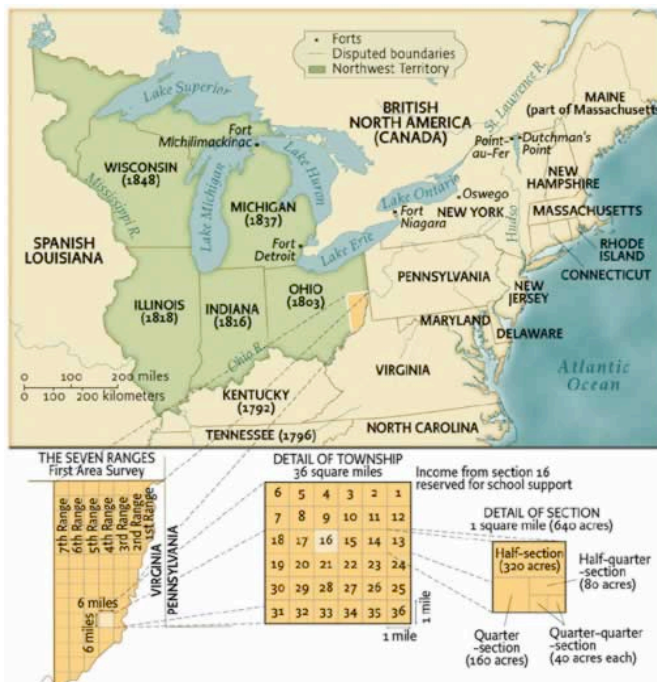 Forts
Disputed boundaries
Northwest Territory
Lake Superior
St. Lawrence R.
MAINE
(part of Massachusetts)
BRITISH
NORTH AMERICA
(CANADA)
Fort
Michilimackinac
Point-
au-Fer
Dutchman's
Point
WISCONSIN
(1848)
Mississippi R.
Lake Michigan
Lake Huron
MICHIGAN
(1837)
Lake Ontario
Oswego
Fort
Niagara
NEW YORK
Hudso
NEW
HAMPSHIRE
MASSACHUSETTS
RHODE
ISLAND
CONNECTICUT
SPANISH
LOUISIANA
Fort
Detroit
Lake Erie
PENNSYLVANIA
NEW
JERSEY
ILLINOIS
(1818)
INDIANA
(1816)
OHIO
(1803)
MARYLAND
DELAWARE
Ohio R.
VIRGINIA
Atlantic
Ocean
0 200 miles
0 100 200 kilometers
KENTUCKY
(1792)
TENNESSEE (1796)
NORTH CAROLINA
THE SEVEN RANGES
First Area Survey
7th Range
6th Range
5th Range
4th Range
3rd Range
2nd Range
1st Range
VIRGINIA
PENNSYLVANIA
6 miles
6 miles
DETAIL OF TOWNSHIP
36 square miles
Income from section 16
reserved for school support
6 5 4 3 2 1
7 8 9 10 11 12
18 17 16 15 14 13
19 20 21 22 23 24
30 29 28 27 26 25
31 32 33 34 35 36
1 mile
1 mile
DETAIL OF SECTION
1 square mile (640 acres)
Half-section
(320 acres)
Half-quarter
-section
(80 acres)
Quarter
-section
(160 acres)
Quarter-quarter
-section
(40 acres each)